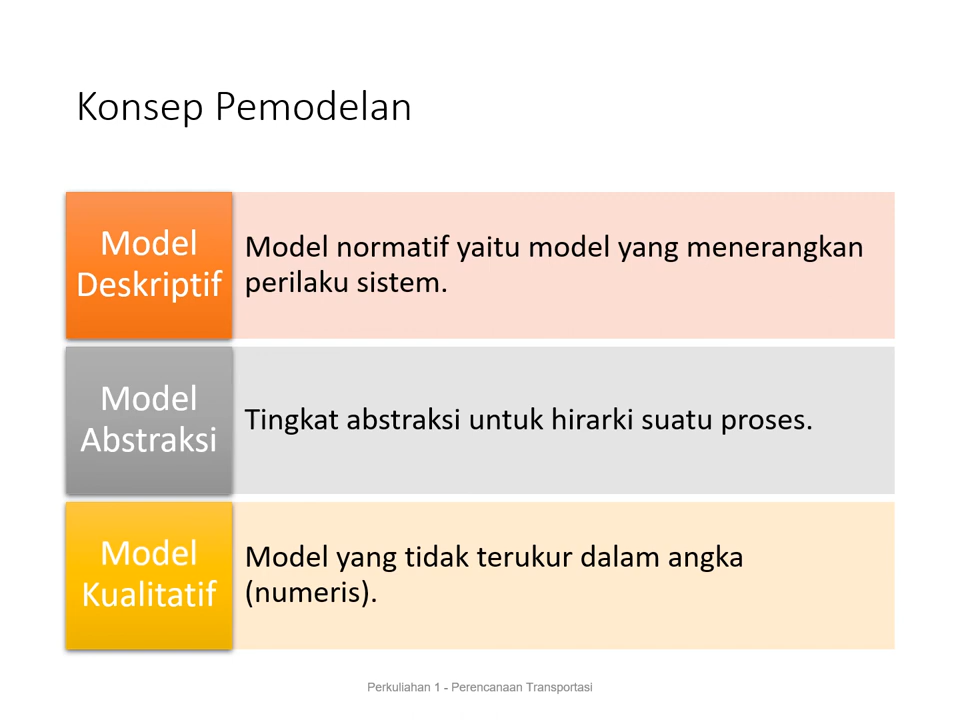 Konsep Pemodelan
Model
Deskriptif
Model normatif yaitu model yang menerangkan
perilaku sistem.
Model
Abstraksi
Tingkat abstraksi untuk hirarki suatu proses.
Model
Kualitatif
Model yang tidak terukur dalam angka
(numeris).
Perkuliahan 1 - Perencanaan Transportasi